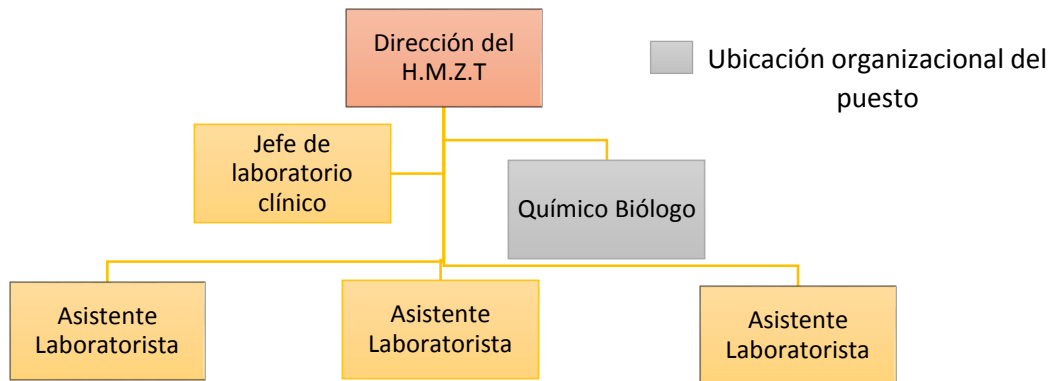 Dirección del
H.M.Z.T
Ubicación organizacional del
puesto
Jefe de
laboratorio
clínico
Químico Biólogo
Asistente
Laboratorista
Asistente
Laboratorista
Asistente
Laboratorista